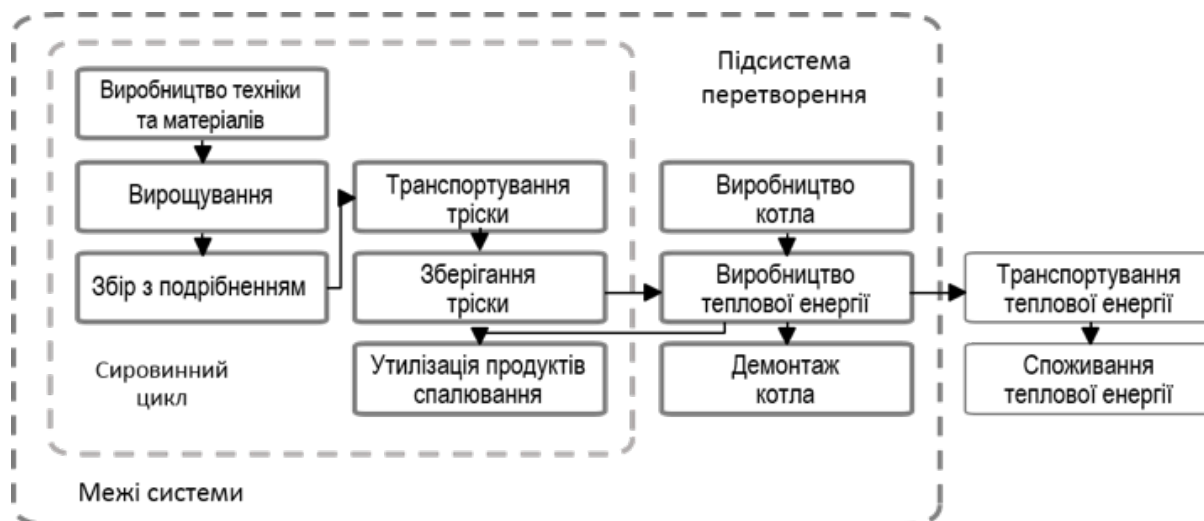 Підсистема
перетворення
Виробництво техніки
та матеріалів
Вирощування
Збір з подрібненням
Сировинний
цикл
Транспортування
тріски
Зберігання
тріски
Утилізація продуктів
спалювання
Виробництво
котла
Виробництво
теплової енергії
Демонтаж
котла
Транспортування
теплової енергії
Споживання
теплової енергії
Межі системи